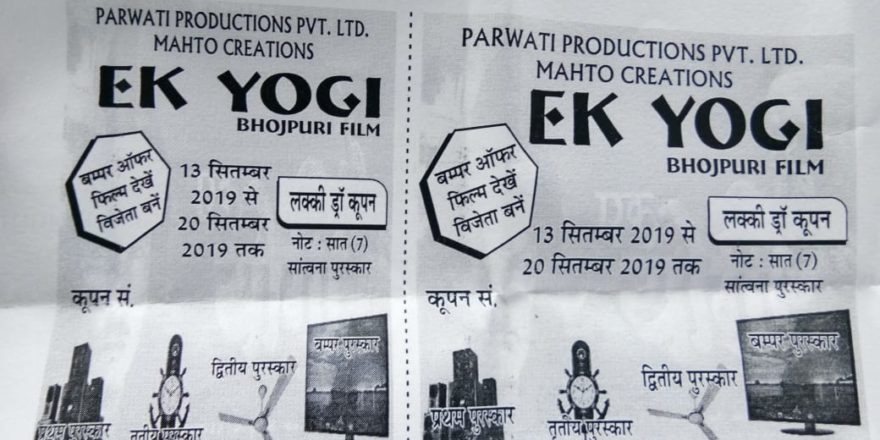 PARWATI PRODUCTIONS PVT. LTD.
MAHTO CREATIONS
EK YOGI
BHOJPURI FILM
बम्पर ऑफर
फिल्म देखें
विजेता बनें
13 सितम्बर
2019 से
20 सितम्बर
2019 तक
लक्की ड्रॉ कूपन
नोट : सात (7)
सांत्वना पुरस्कार
कूपन सं.
प्रथम पुरस्कार
तृतीय पुरस्कार
द्वितीय पुरस्कार
बम्पर पुरस्कार
PARWATI PRODUCTIONS PVT. LTD.
MAHTO CREATIONS
EK YOGI
BHOJPURI FILM
बम्पर ऑफर
फिल्म देखें
विजेता बनें
13 सितम्बर 2019 से
20 सितम्बर 2019 तक
लक्की ड्रॉ कूपन
नोट : सात (7)
सांत्वना पुरस्कार
कूपन सं.
प्रथम पुरस्कार
तृतीय पुरस्कार
द्वितीय पुरस्कार
बम्पर पुरस्कार